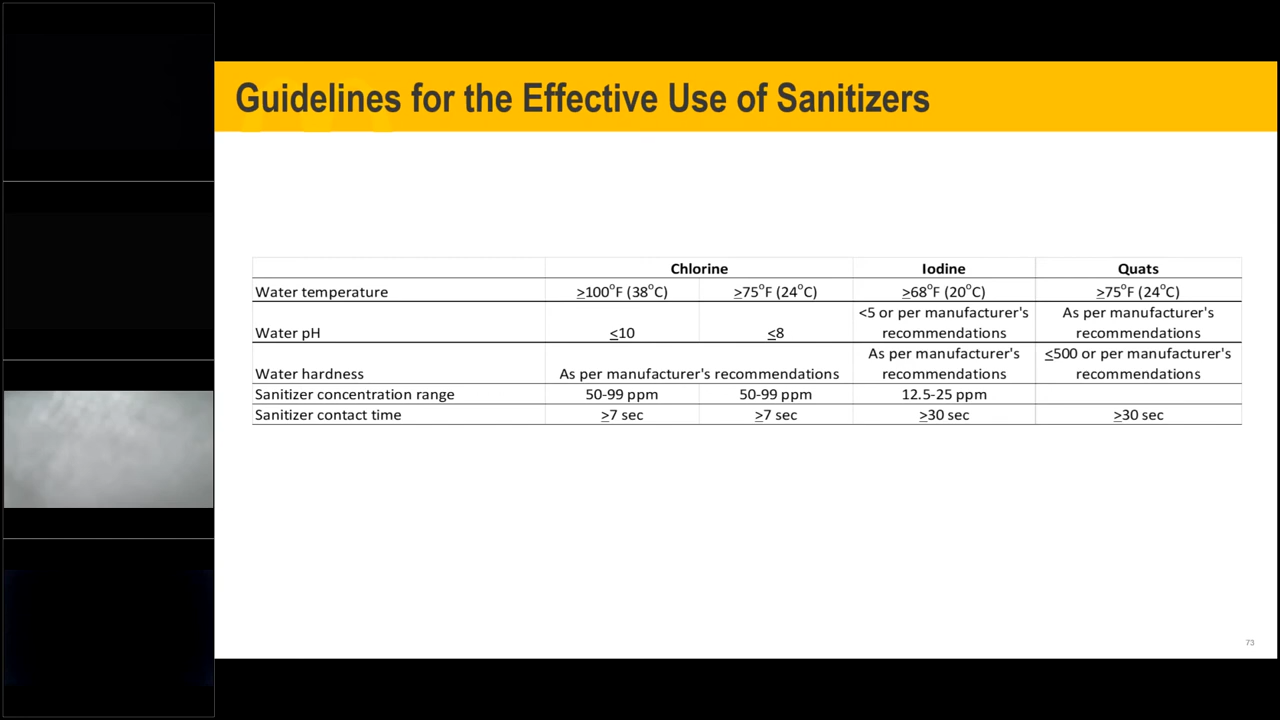 Guidelines for the Effective Use of Sanitizers
Chlorine Iodine Quats
Water temperature ≥100°F (38°C) ≥75°F (24°C) ≥68°F (20°C) ≥75°F (24°C)
<5 or per manufacturer's As per manufacturer's
Water pH ≤10 ≤8 recommendations recommendations
As per manufacturer's ≤500 or per manufacturer's
Water hardness As per manufacturer's recommendations recommendations recommendations
Sanitizer concentration range 50-99 ppm 50-99 ppm 12.5-25 ppm
Sanitizer contact time ≥7 sec ≥7 sec ≥30 sec ≥30 sec
73